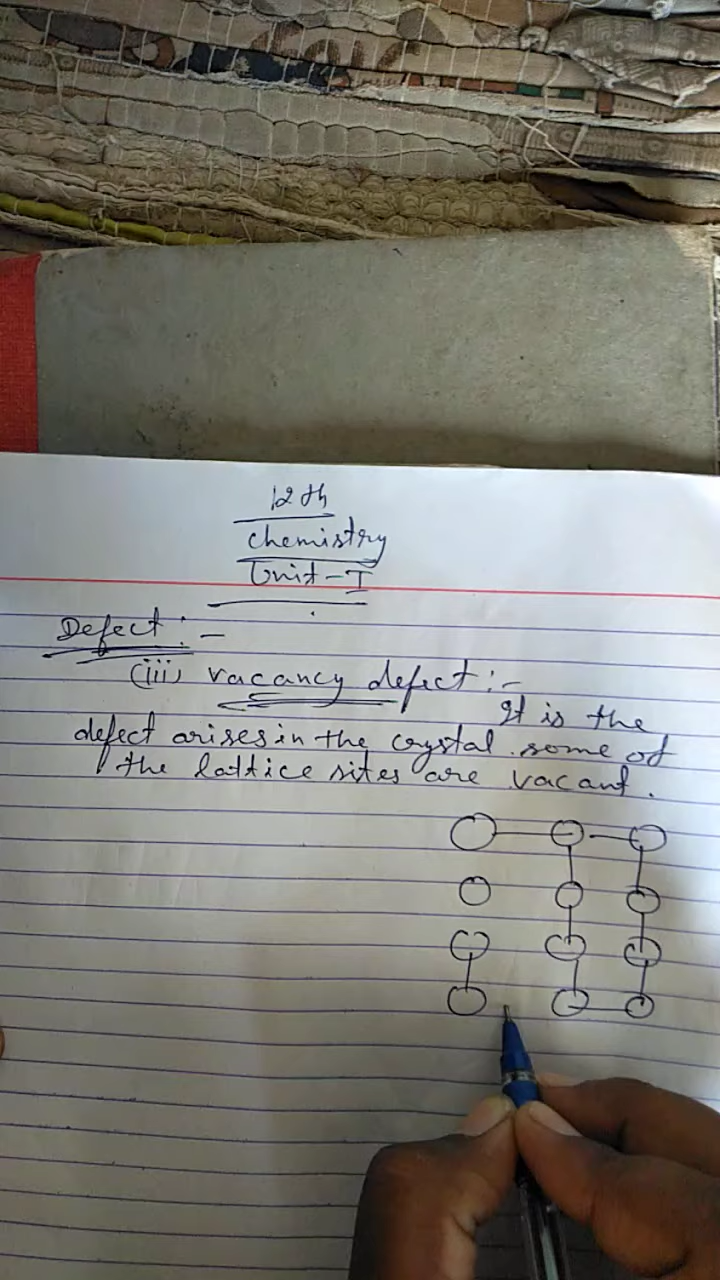 12th
Chemistry
Unit-I
Defect :-
(iii) vacancy defect :-
It is the
defect arises in the crystal. some of
the lattice sites are vacant.